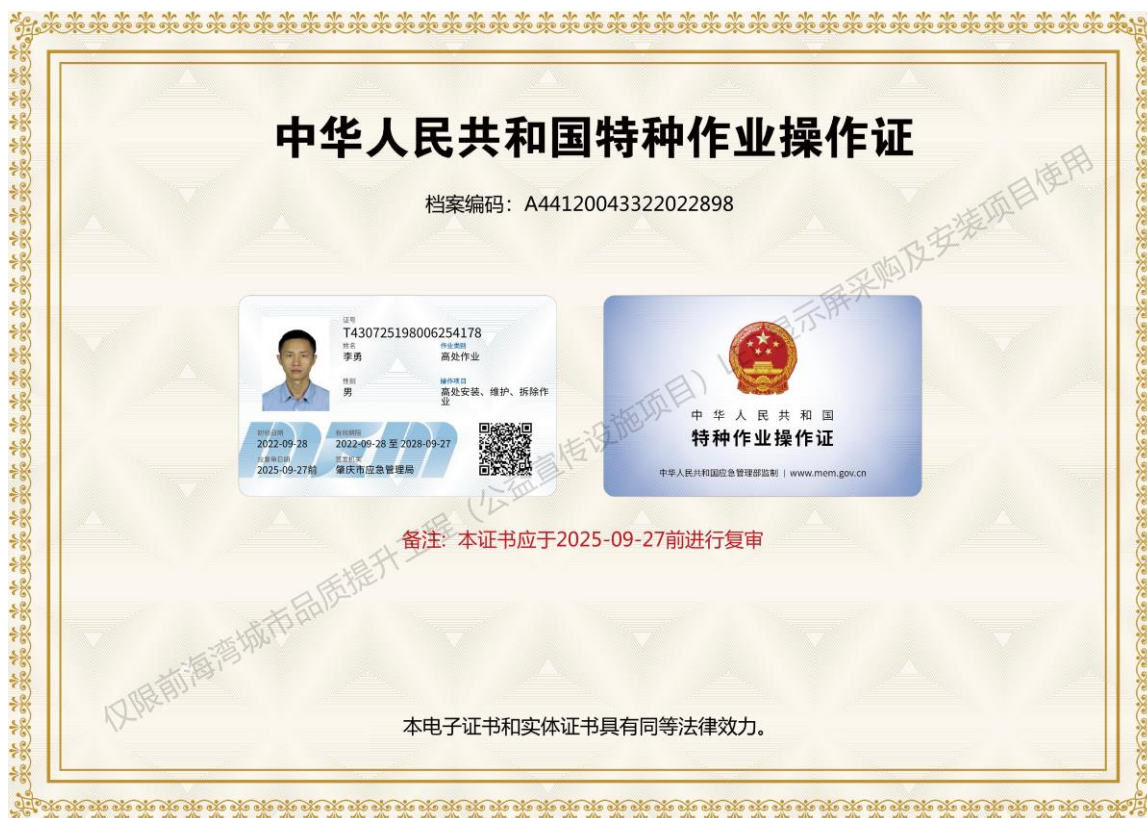 中华人民共和国特种作业操作证
档案编码：A44120043322022898
证号
T430725198006254178
姓名
李勇
作业类别
高处作业
性别
男
操作项目
高处安装、维护、拆除作
业
初领日期
2022-09-28
有效期限
2022-09-28 至 2028-09-27
应复审日期
2025-09-27前
签发机关
肇庆市应急管理局
中华人民共和国
特种作业操作证
中华人民共和国应急管理部监制 | www.mem.gov.cn
备注：本证书应于2025-09-27前进行复审
本电子证书和实体证书具有同等法律效力。
仅限前海湾城市品质提升工程（公益宣传设施项目）
显示屏采购及安装项目使用